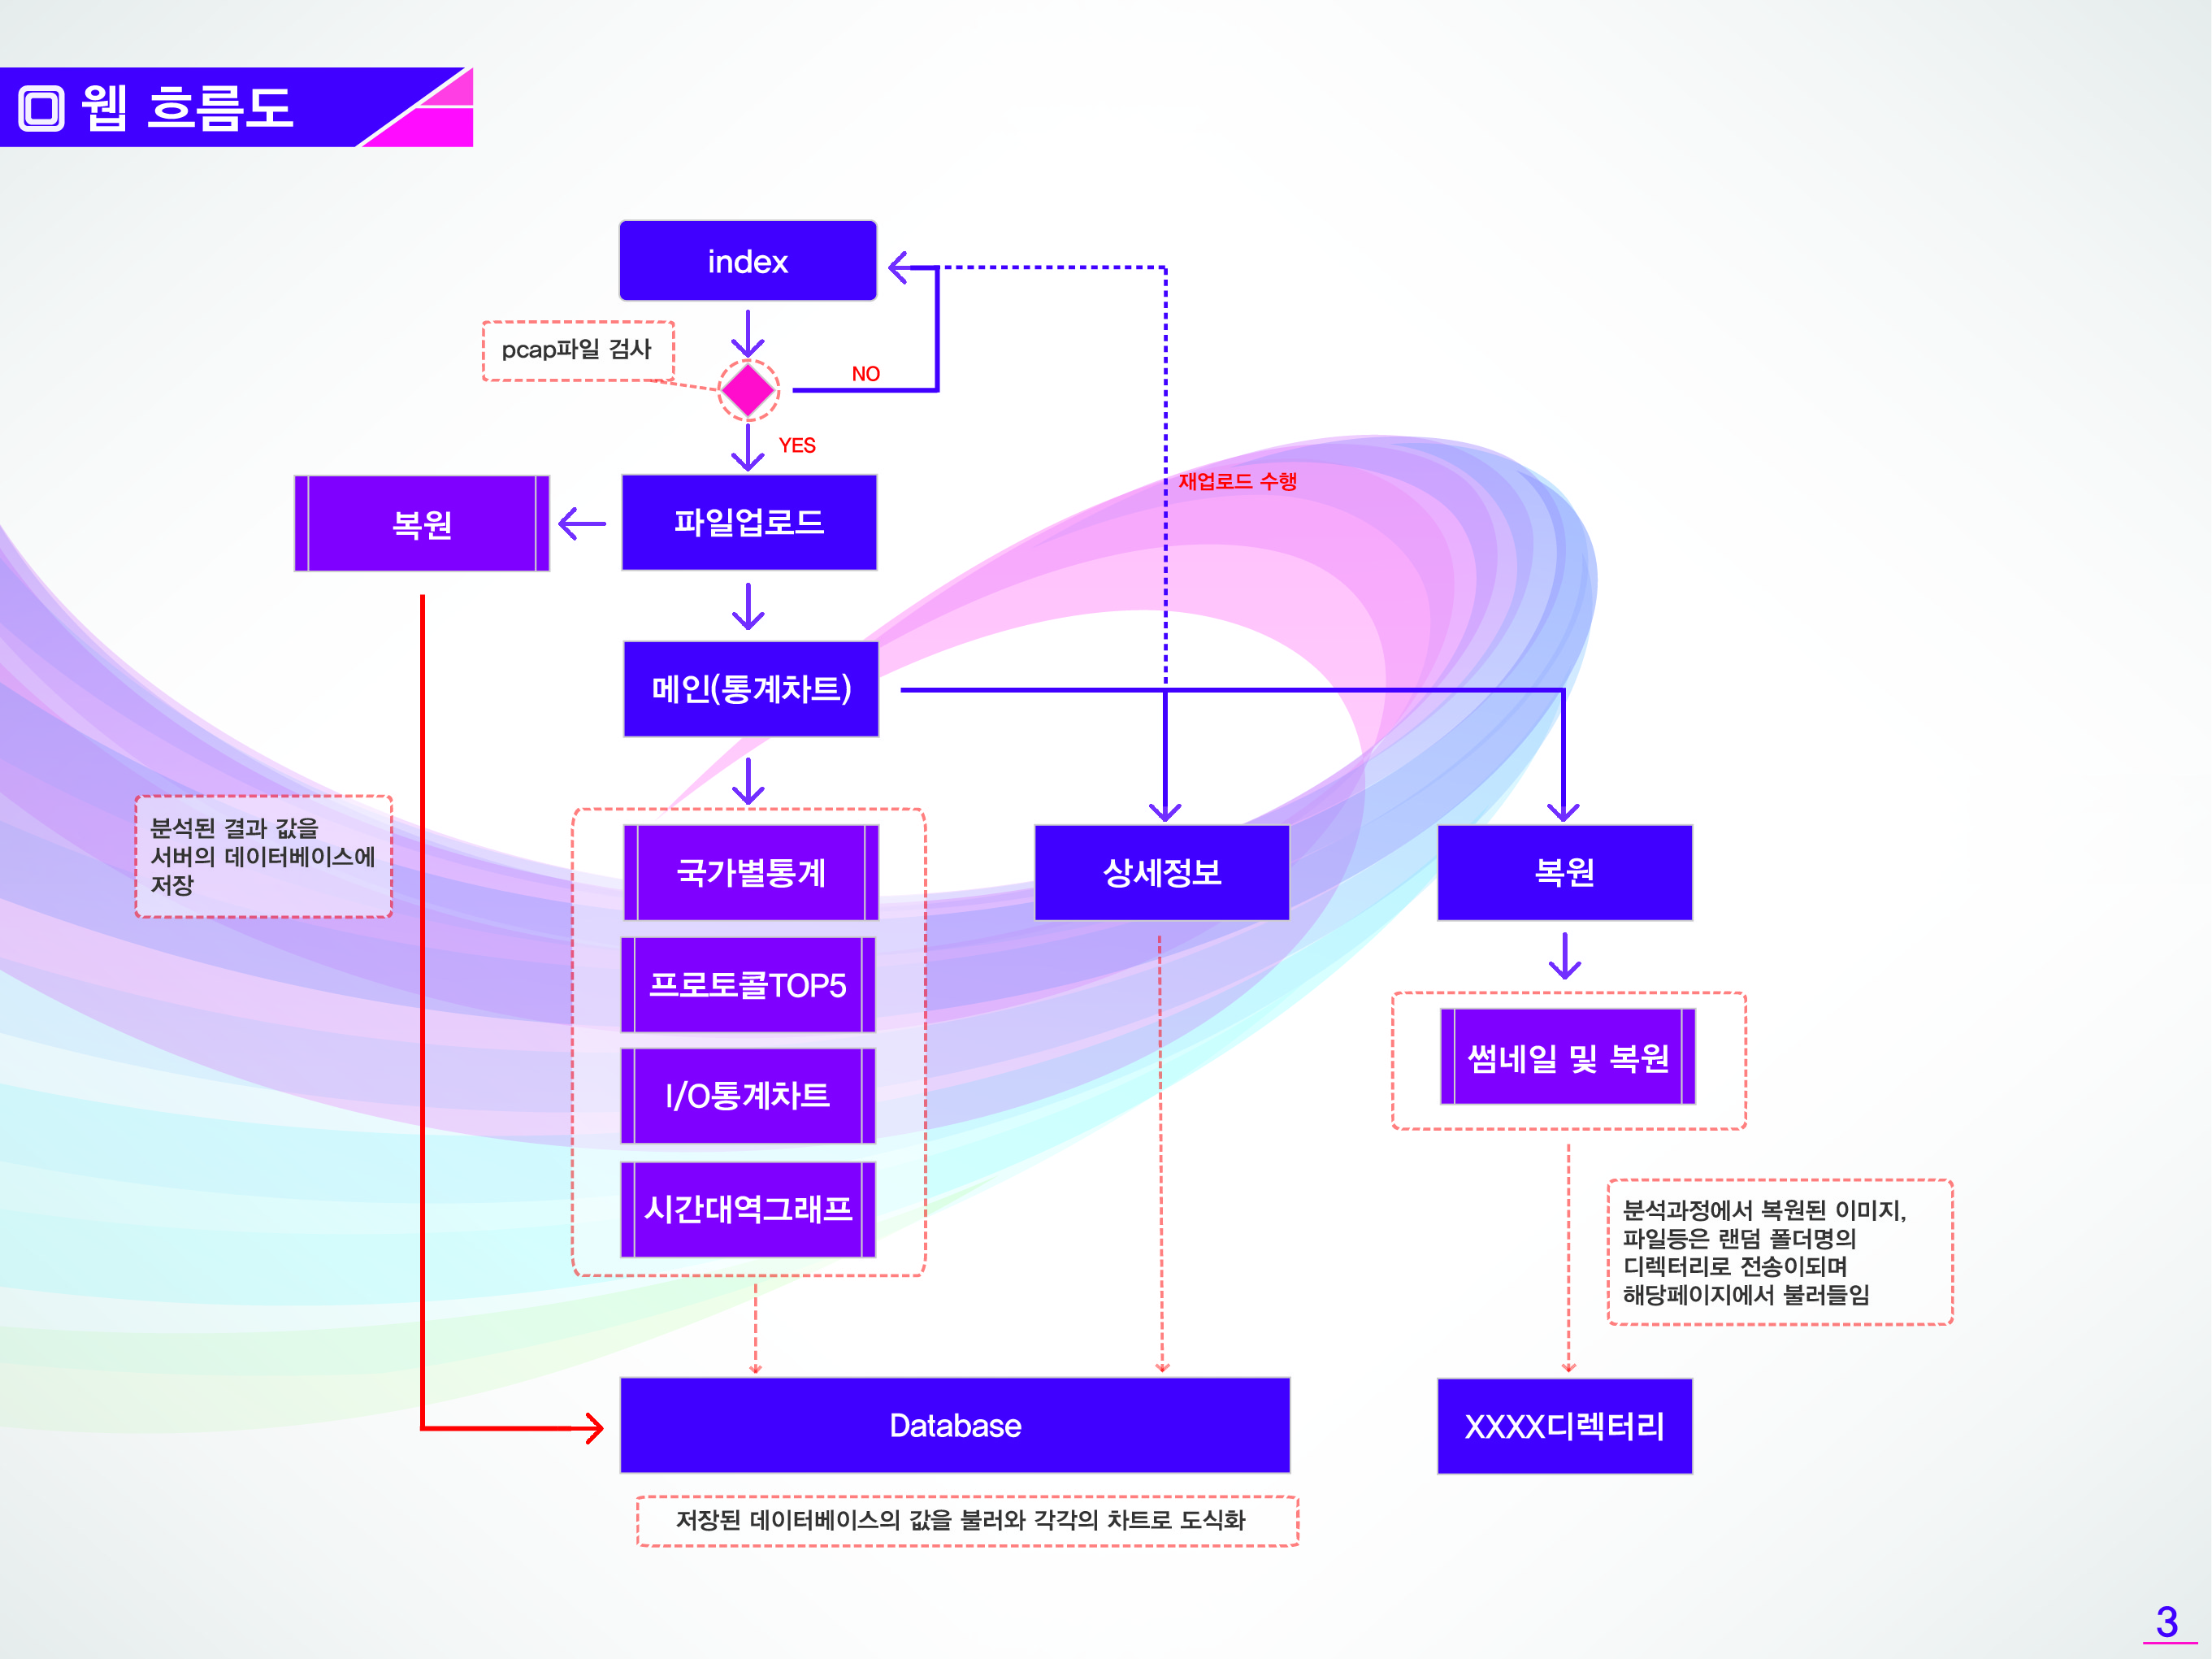 웹 흐름도
index
pcap파일 검사
NO
YES
재업로드 수행
복원
파일업로드
메인(통계차트)
분석된 결과 값을
서버의 데이터베이스에
저장
국가별통계
프로토콜TOP5
I/O통계차트
시간대역그래프
상세정보
복원
썸네일 및 복원
분석과정에서 복원된 이미지,
파일등은 랜덤 폴더명의
디렉터리로 전송이되며
해당페이지에서 불러들임
Database
XXXX디렉터리
저장된 데이터베이스의 값을 불러와 각각의 차트로 도식화
3